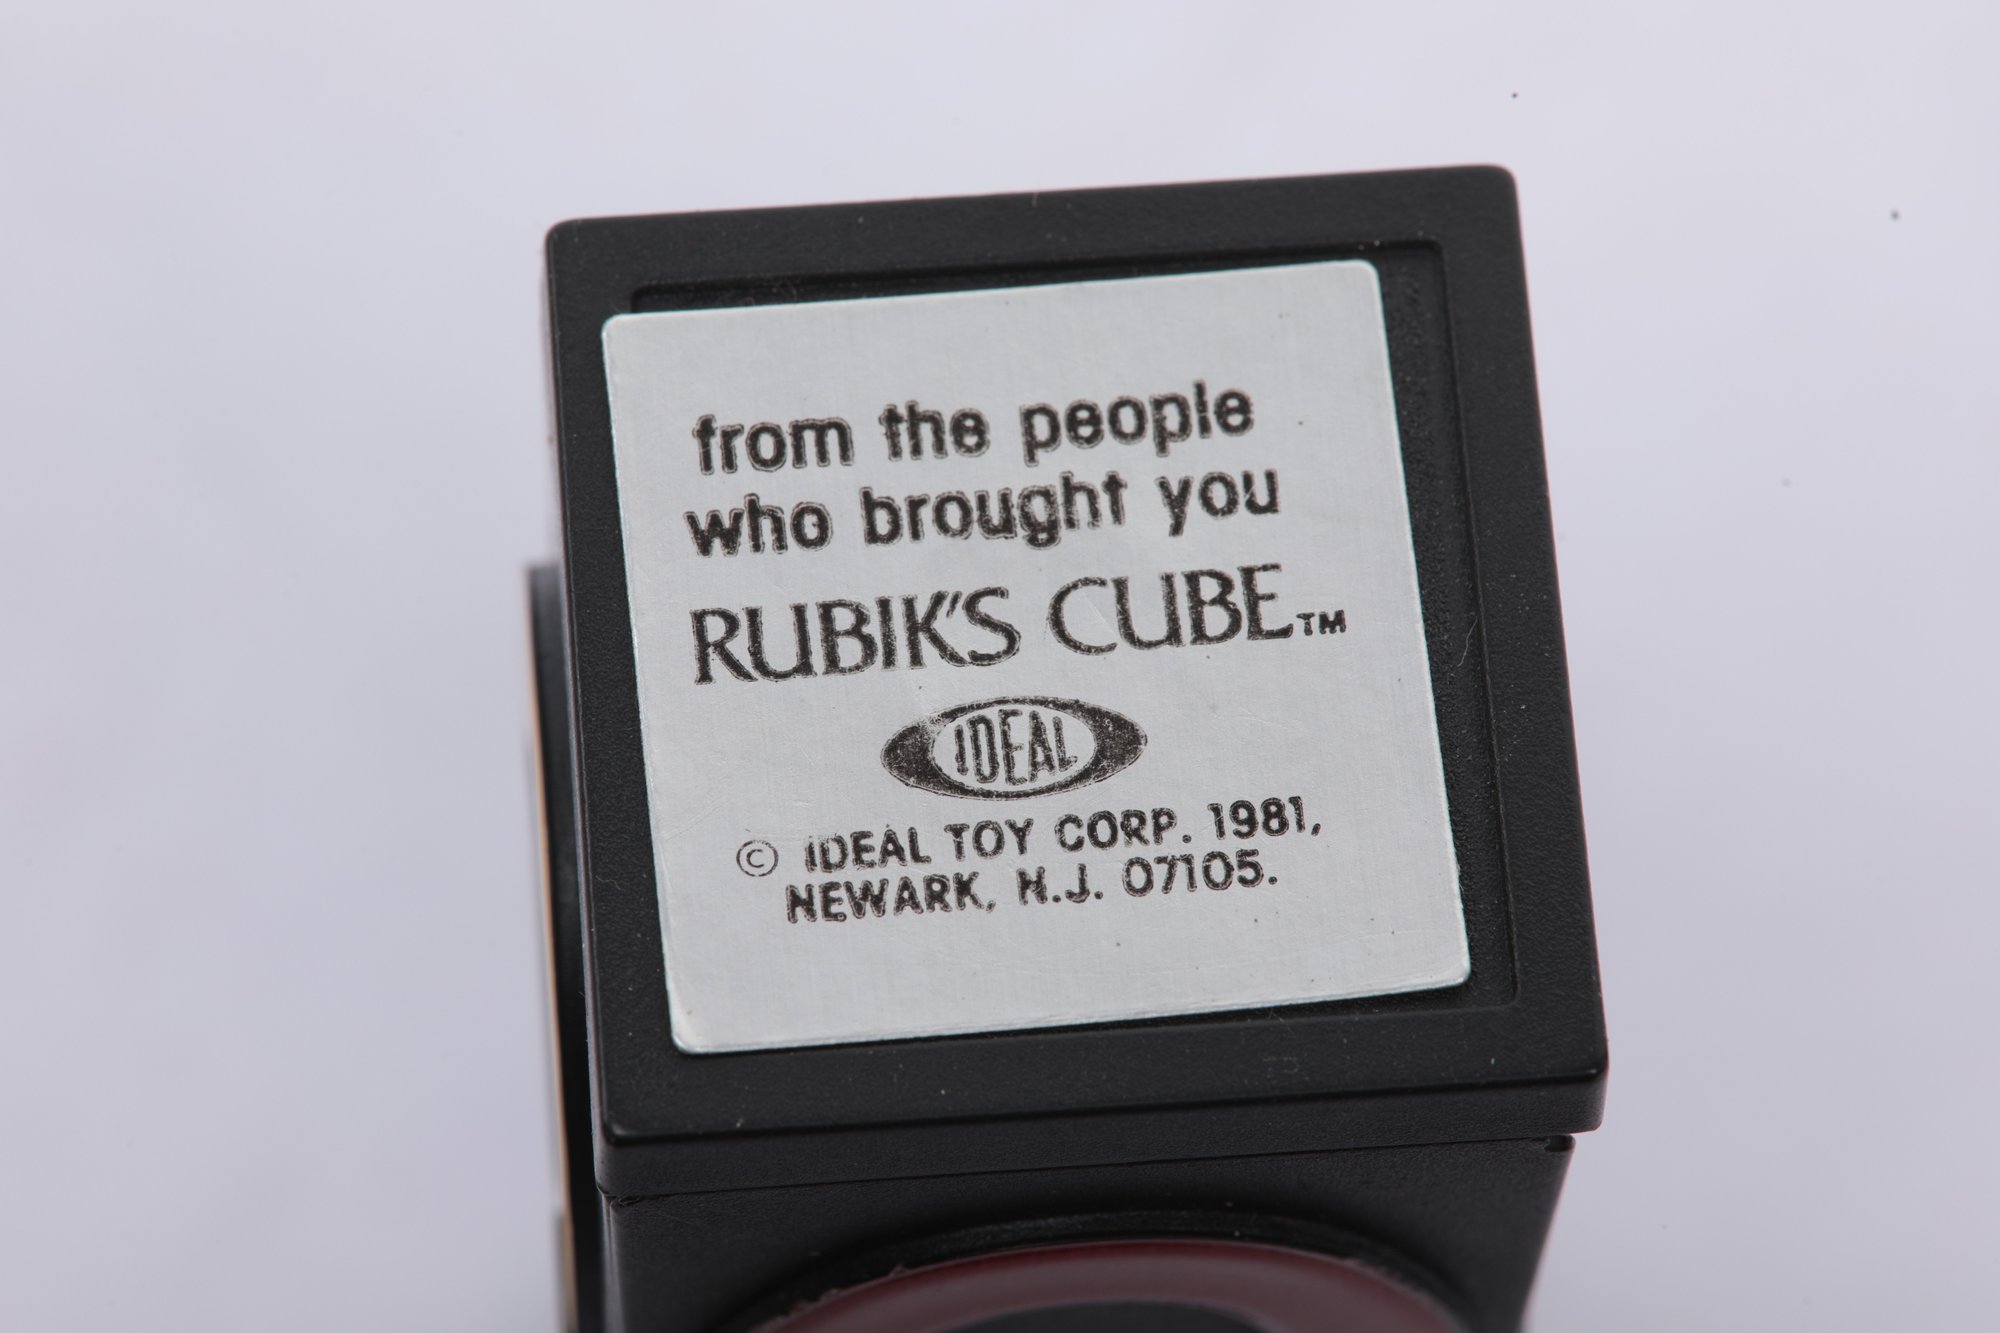 from the people
who brought you
RUBIK'S CUBE™
IDEAL
© IDEAL TOY CORP. 1981,
NEWARK, N.J. 07105.